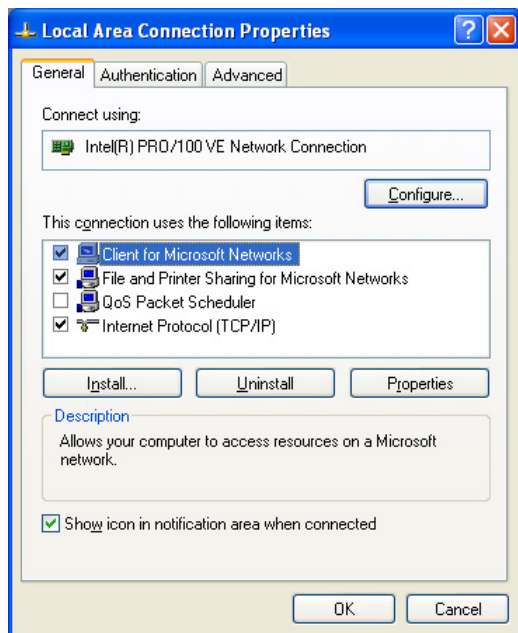 Local Area Connection Properties
General Authentication Advanced
Connect using:
Intel(R) PRO/100 VE Network Connection
Configure...
This connection uses the following items:
Client for Microsoft Networks
File and Printer Sharing for Microsoft Networks
QoS Packet Scheduler
Internet Protocol (TCP/IP)
Install... Uninstall Properties
Description
Allows your computer to access resources on a Microsoft
network.
Show icon in notification area when connected
OK Cancel